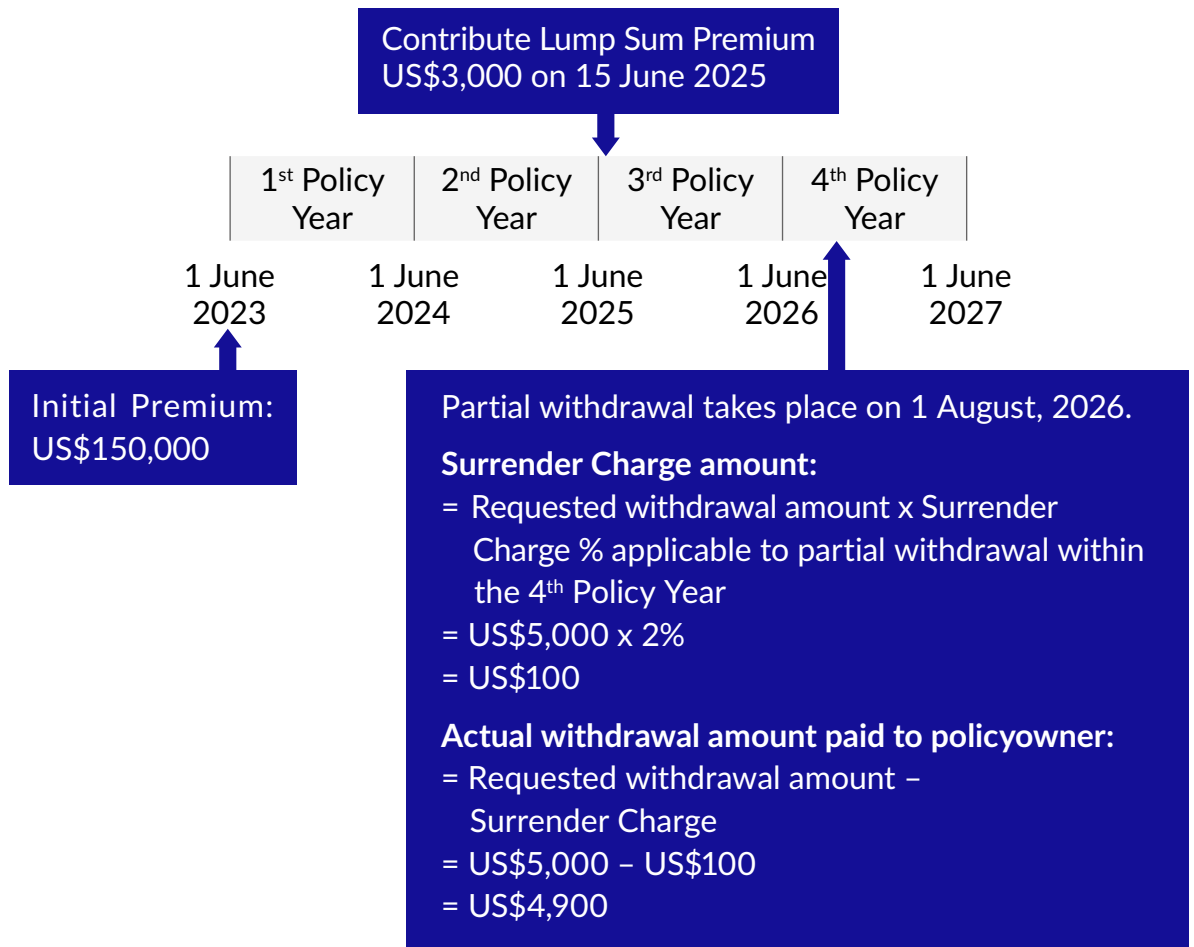 Contribute Lump Sum Premium
US$3,000 on 15 June 2025
1st Policy
Year
2nd Policy
Year
3rd Policy
Year
4th Policy
Year
1 June
2023
1 June
2024
1 June
2025
1 June
2026
1 June
2027
Initial Premium:
US$150,000
Partial withdrawal takes place on 1 August, 2026.
Surrender Charge amount:
= Requested withdrawal amount x Surrender
Charge % applicable to partial withdrawal within
the 4th Policy Year
= US$5,000 x 2%
= US$100
Actual withdrawal amount paid to policyowner:
= Requested withdrawal amount –
Surrender Charge
= US$5,000 – US$100
= US$4,900